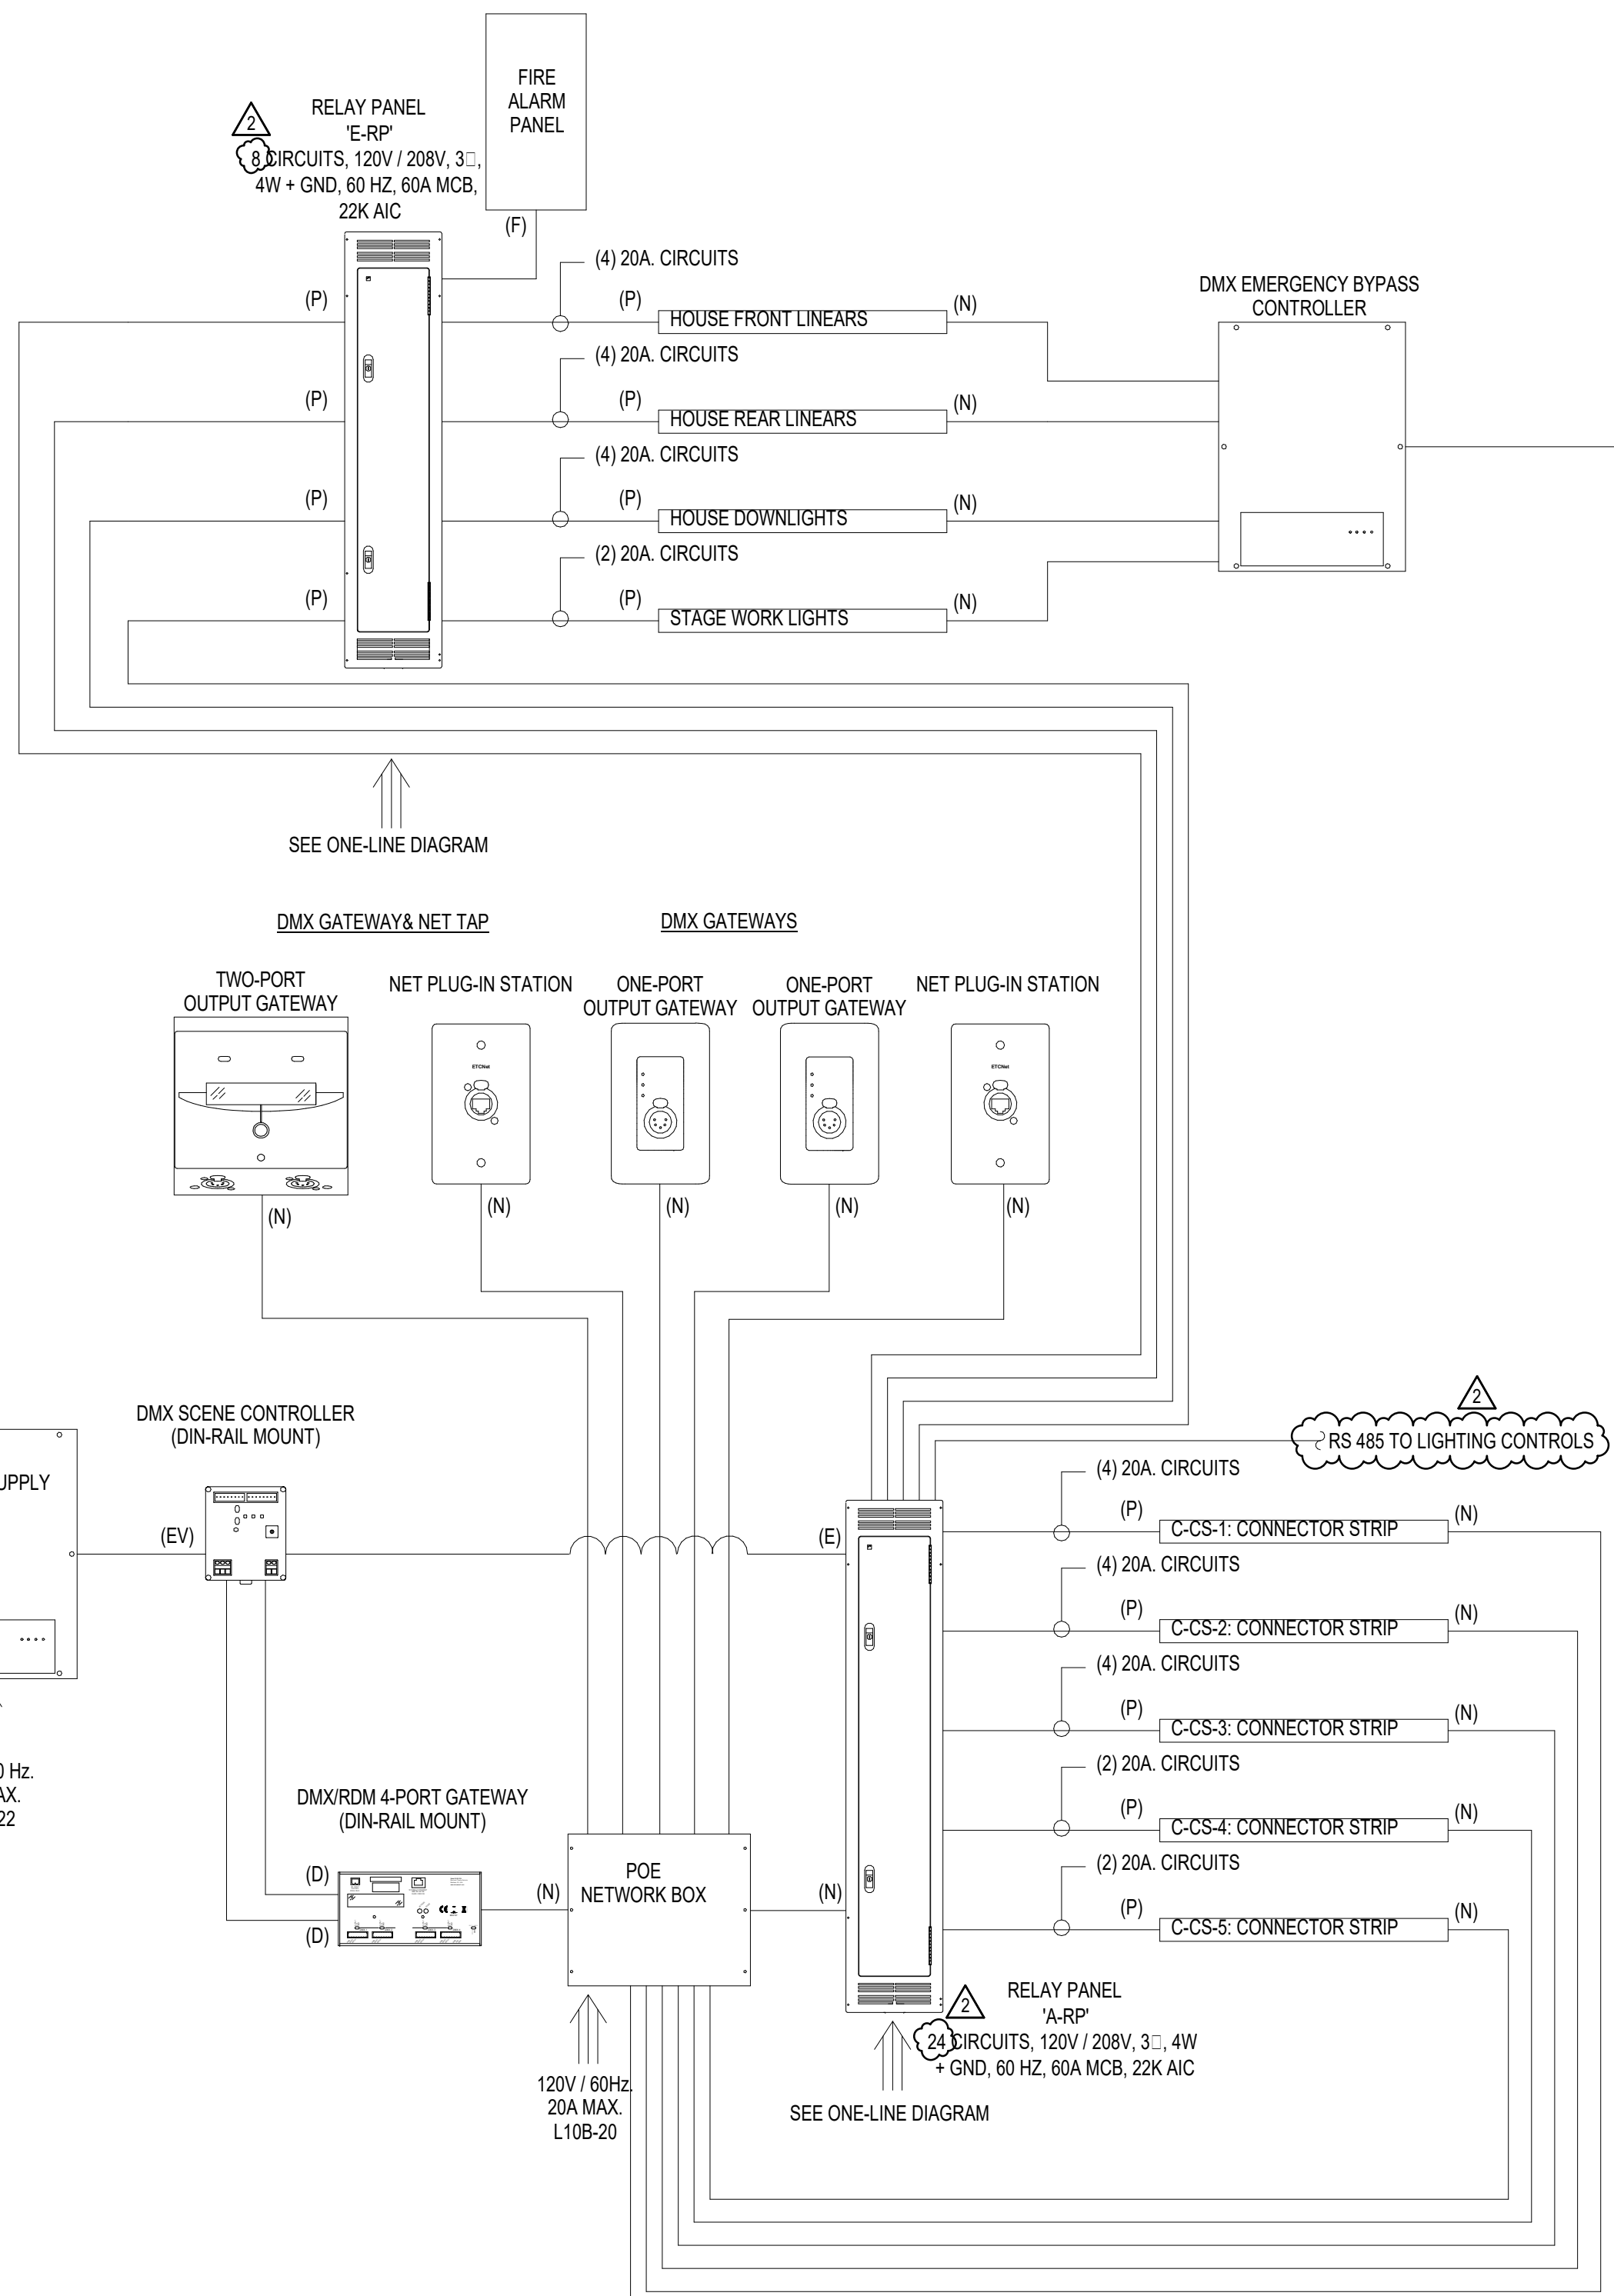 FIRE
ALARM
PANEL
2
RELAY PANEL
'E-RP'
8 CIRCUITS, 120V / 208V, 3□,
4W + GND, 60 HZ, 60A MCB,
22K AIC
(F)
(4) 20A. CIRCUITS
(P)
(P)
HOUSE FRONT LINEARS
(N)
DMX EMERGENCY BYPASS
CONTROLLER
(4) 20A. CIRCUITS
(P)
(P)
HOUSE REAR LINEARS
(N)
(4) 20A. CIRCUITS
(P)
(P)
HOUSE DOWNLIGHTS
(N)
(2) 20A. CIRCUITS
(P)
(P)
STAGE WORK LIGHTS
(N)
SEE ONE-LINE DIAGRAM
DMX GATEWAY& NET TAP
DMX GATEWAYS
TWO-PORT
OUTPUT GATEWAY
NET PLUG-IN STATION
ONE-PORT
OUTPUT GATEWAY
ONE-PORT
OUTPUT GATEWAY
NET PLUG-IN STATION
ETCNet
ETCNet
(N)
(N)
(N)
(N)
(N)
DMX SCENE CONTROLLER
(DIN-RAIL MOUNT)
2
RS 485 TO LIGHTING CONTROLS
UPPLY
(EV)
(E)
(4) 20A. CIRCUITS
(P)
C-CS-1: CONNECTOR STRIP
(N)
(4) 20A. CIRCUITS
(P)
C-CS-2: CONNECTOR STRIP
(N)
(4) 20A. CIRCUITS
(P)
C-CS-3: CONNECTOR STRIP
(N)
(2) 20A. CIRCUITS
(P)
C-CS-4: CONNECTOR STRIP
(N)
(2) 20A. CIRCUITS
(P)
C-CS-5: CONNECTOR STRIP
(N)
0 Hz.
AX.
22
DMX/RDM 4-PORT GATEWAY
(DIN-RAIL MOUNT)
(D)
(D)
(N)
POE
NETWORK BOX
(N)
2
RELAY PANEL
'A-RP'
24 CIRCUITS, 120V / 208V, 3□, 4W
+ GND, 60 HZ, 60A MCB, 22K AIC
120V / 60Hz.
20A MAX.
L10B-20
SEE ONE-LINE DIAGRAM